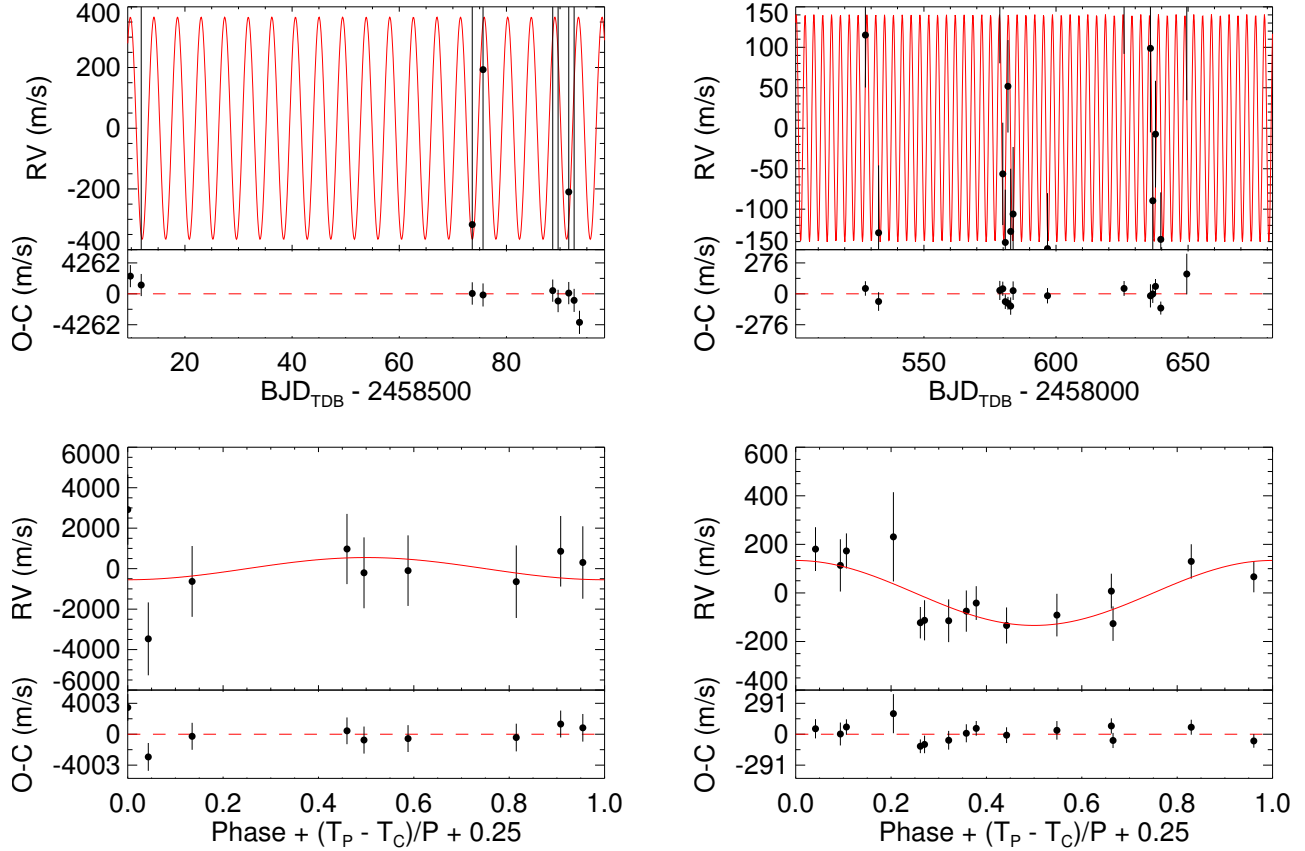 400
200
0
-200
-400
RV (m/s)
4262
0
-4262
O-C (m/s)
20 40 60 80
BJD_TDB - 2458500
150
100
50
0
-50
-100
-150
RV (m/s)
276
0
-276
O-C (m/s)
550 600 650
BJD_TDB - 2458000
6000
4000
2000
0
-2000
-4000
-6000
RV (m/s)
4003
0
-4003
O-C (m/s)
0.0 0.2 0.4 0.6 0.8 1.0
Phase + (T_P - T_C)/P + 0.25
600
400
200
0
-200
-400
RV (m/s)
291
0
-291
O-C (m/s)
0.0 0.2 0.4 0.6 0.8 1.0
Phase + (T_P - T_C)/P + 0.25